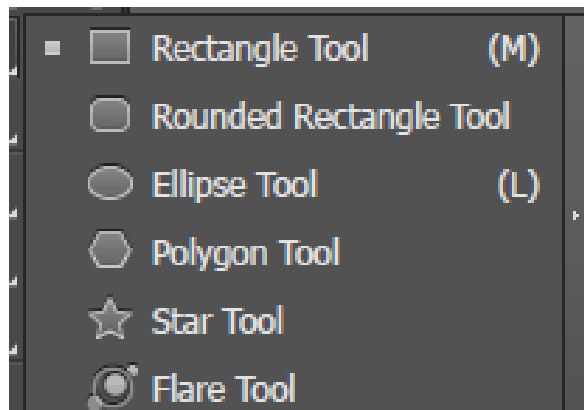 Rectangle Tool (M)
Rounded Rectangle Tool
Ellipse Tool (L)
Polygon Tool
Star Tool
Flare Tool